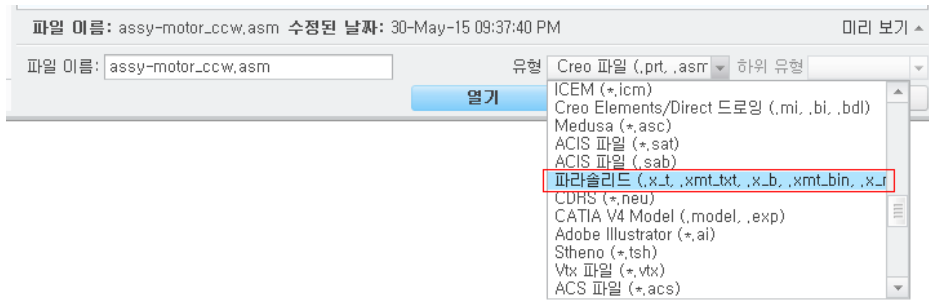 파일 이름: assy-motor_ccw.asm 수정된 날짜: 30-May-15 09:37:40 PM 미리 보기
파일 이름: assy-motor_ccw.asm 유형 Creo 파일 (.prt, .asm 하위 유형
열기
ICEM (*.icm)
Creo Elements/Direct 드로잉 (.mi, .bi, .bdl)
Medusa (*.asc)
ACIS 파일 (*.sat)
ACIS 파일 (.sab)
파라솔리드 (.x_t, .xmt_txt, .x_b, .xmt_bin, .x_
CDRS (*.neu)
CATIA V4 Model (.model, .exp)
Adobe Illustrator (*.ai)
Stheno (*.tsh)
Vtx 파일 (*.vtx)
ACS 파일 (*.acs)